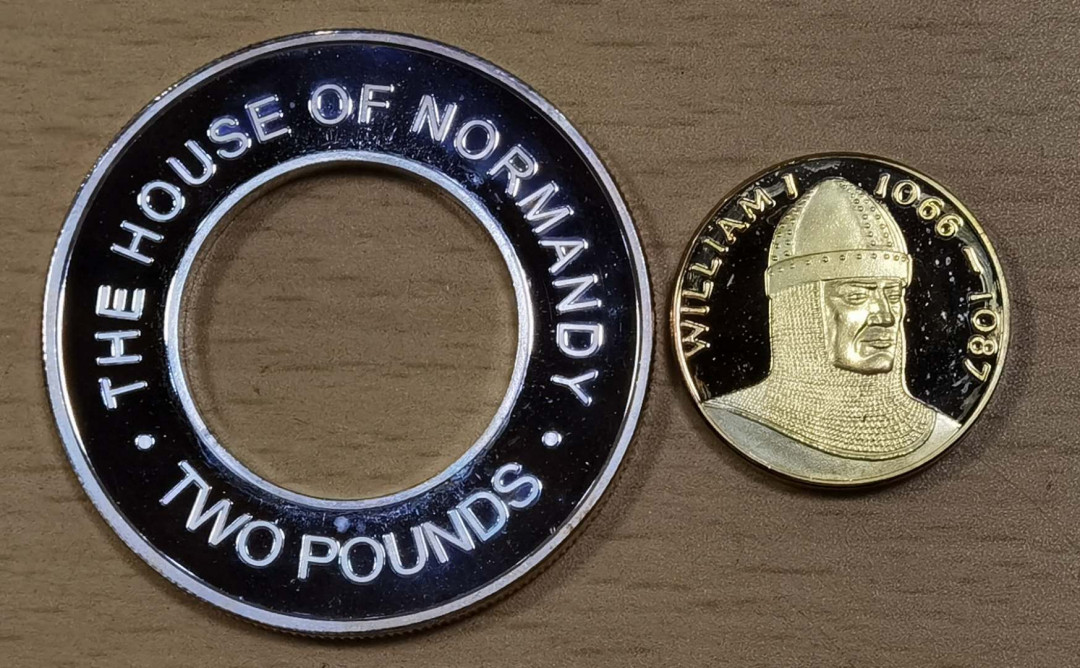 • THE HOUSE OF NORMANDY •
TWO POUNDS
WILLIAM I 1066 - 1087